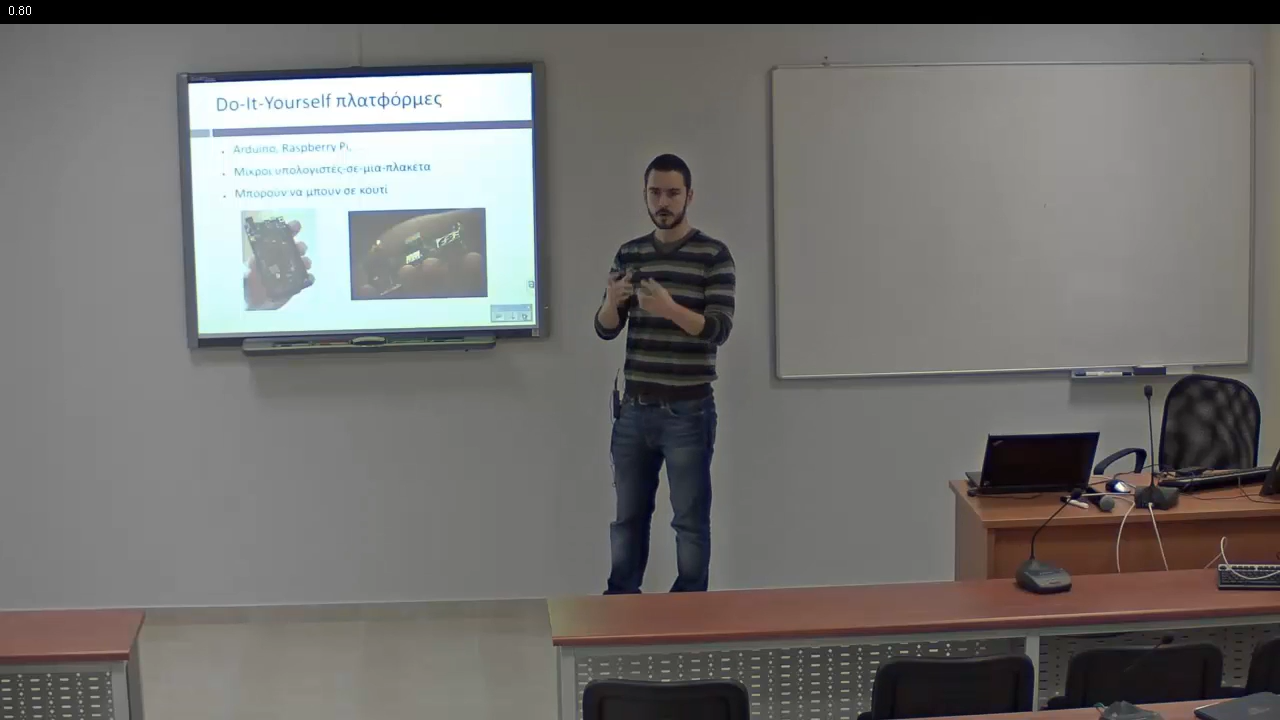 0.80
Do-It-Yourself πλατφόρμες
Arduino, Raspberry Pi,
Μικροί υπολογιστές-σε-μια-πλακέτα
Μπορούν να μπουν σε κουτί